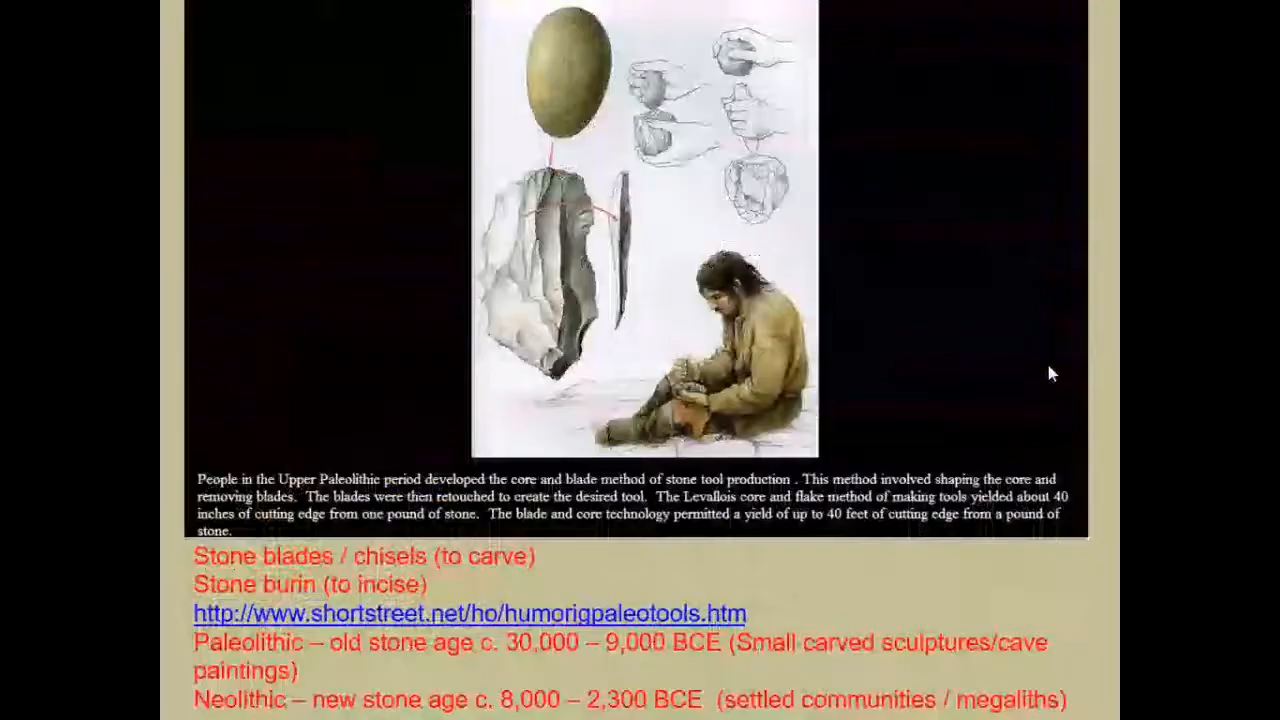 People in the Upper Paleolithic period developed the core and blade method of stone tool production . This method involved shaping the core and
removing blades. The blades were then retouched to create the desired tool. The Levallois core and flake method of making tools yielded about 40
inches of cutting edge from one pound of stone. The blade and core technology permitted a yield of up to 40 feet of cutting edge from a pound of
stone.
Stone blades / chisels (to carve)
Stone burin (to incise)
http://www.shortstreet.net/ho/humorigpaleotools.htm
Paleolithic – old stone age c. 30,000 – 9,000 BCE (Small carved sculptures/cave
paintings)
Neolithic – new stone age c. 8,000 – 2,300 BCE (settled communities / megaliths)